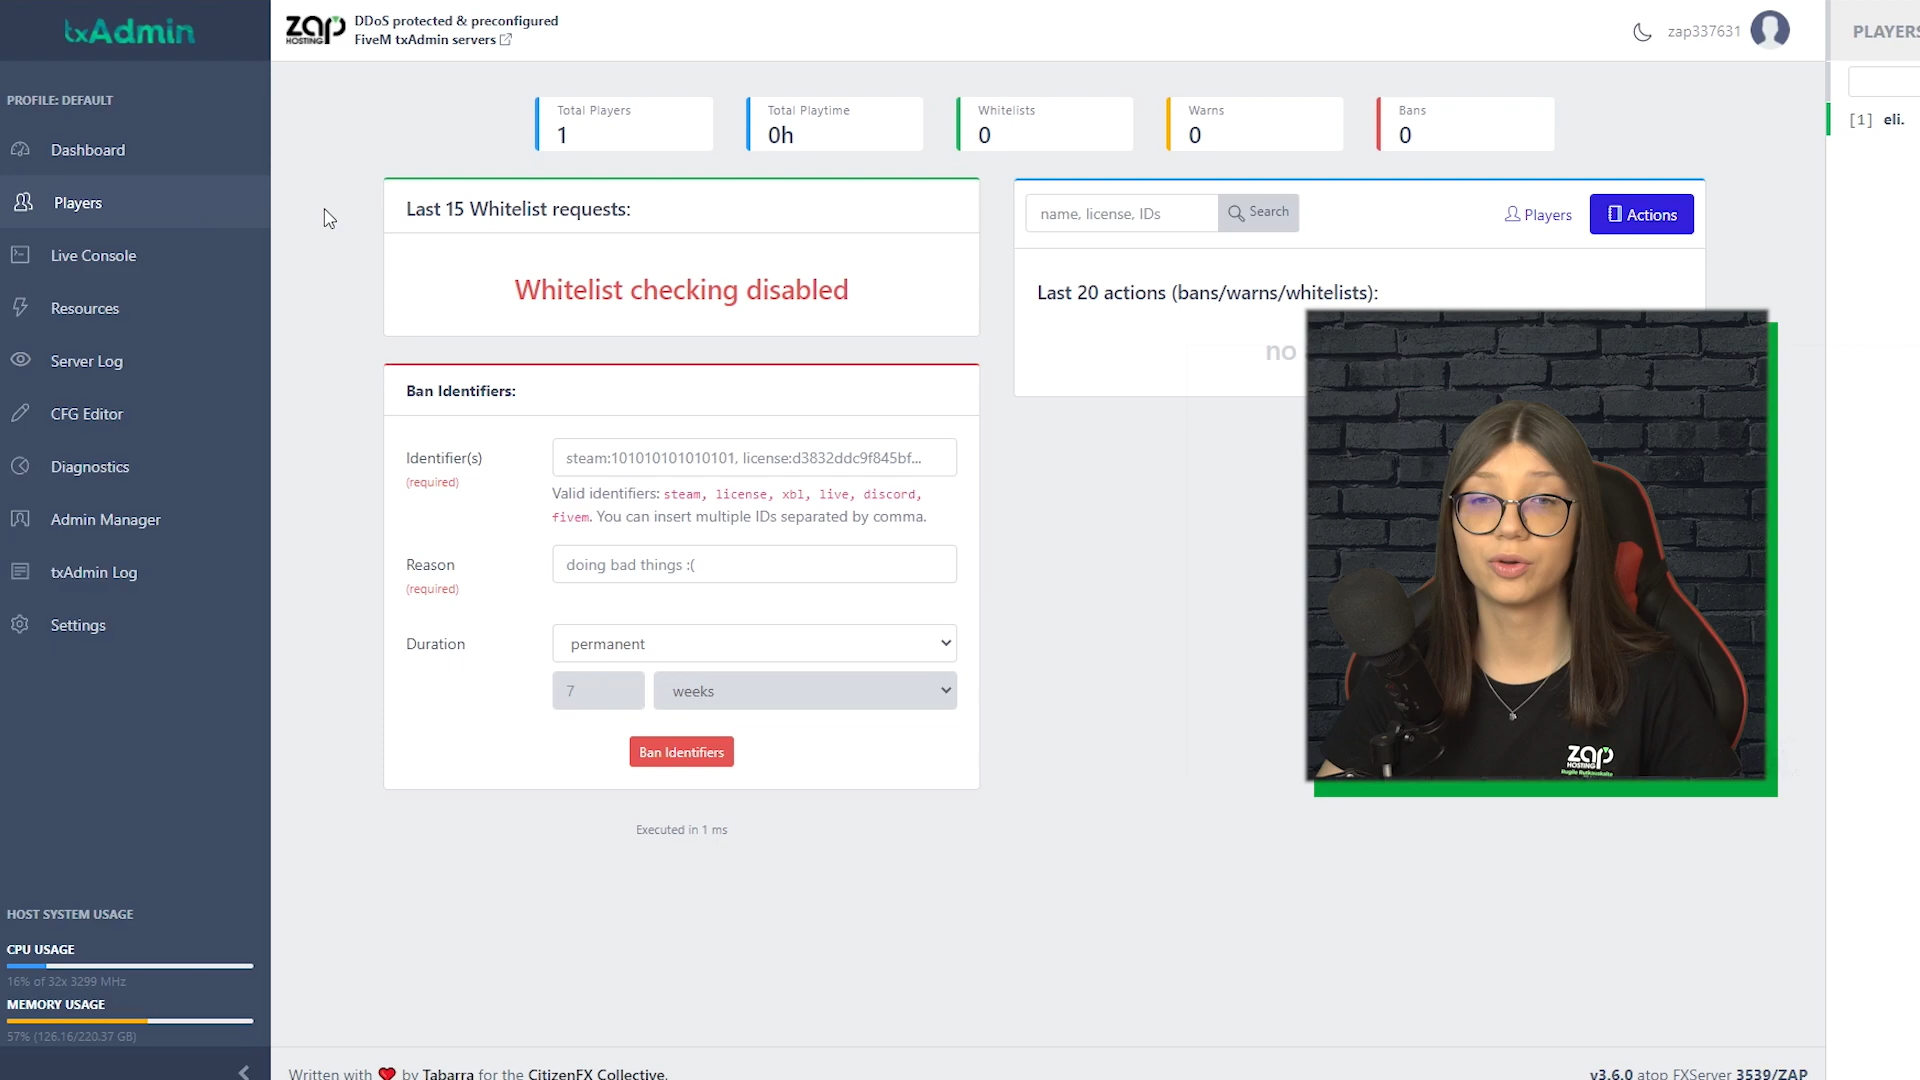 txAdmin
ZAP HOSTING
DDoS protected & preconfigured
FiveM txAdmin servers
zap337631
PLAYERS
PROFILE: DEFAULT
Dashboard
Players
Live Console
Resources
Server Log
CFG Editor
Diagnostics
Admin Manager
txAdmin Log
Settings
HOST SYSTEM USAGE
CPU USAGE
16% of 32x 3299 MHz
MEMORY USAGE
57% (126.16/220.37 GB)
Total Players
1
Total Playtime
0h
Whitelists
0
Warns
0
Bans
0
[1] eli.
Last 15 Whitelist requests:
Whitelist checking disabled
name, license, IDs
Search
Players
Actions
Last 20 actions (bans/warns/whitelists):
no
Ban Identifiers:
Identifier(s)
(required)
steam:101010101010101, license:d3832ddc9f845bf...
Valid identifiers: steam, license, xbl, live, discord,
fivem. You can insert multiple IDs separated by comma.
Reason
(required)
doing bad things :(
Duration
permanent
7
weeks
Ban Identifiers
Executed in 1 ms
ZAP
HOSTING
Rugile Rutkauskaite
Written with ❤ by Tabarra for the CitizenFX Collective.
v3.6.0 atop FXServer 3539/ZAP